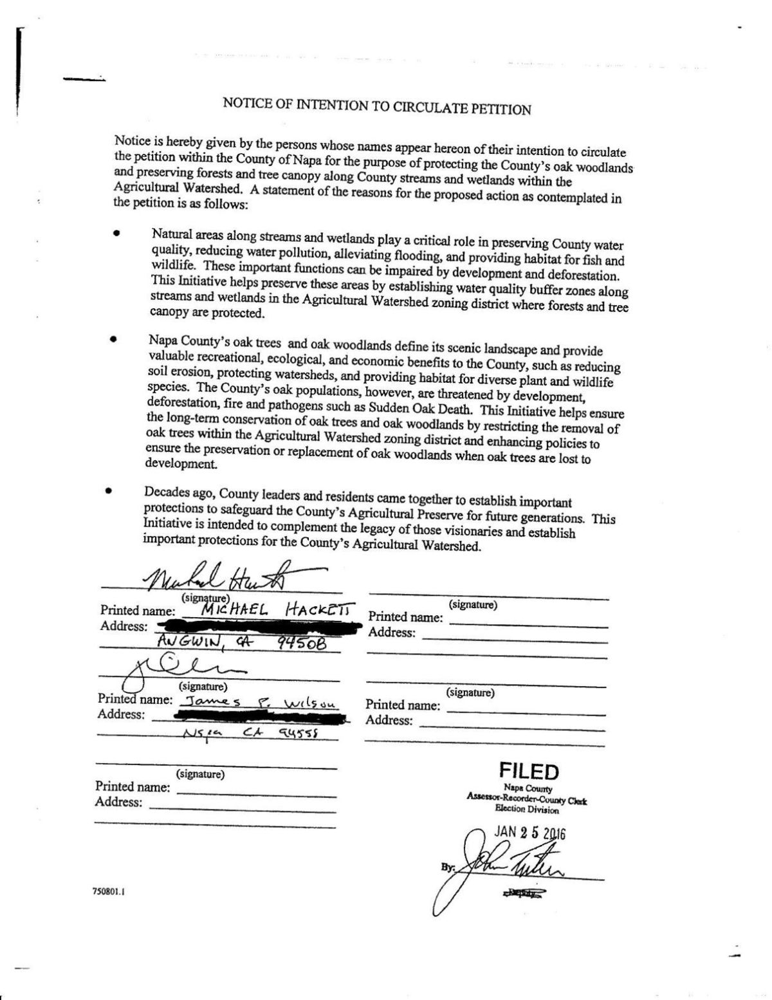 NOTICE OF INTENTION TO CIRCULATE PETITION
Notice is hereby given by the persons whose names appear hereon of their intention to circulate
the petition within the County of Napa for the purpose of protecting the County's oak woodlands
and preserving forests and tree canopy along County streams and wetlands within the
Agricultural Watershed. A statement of the reasons for the proposed action as contemplated in
the petition is as follows:
• Natural areas along streams and wetlands play a critical role in preserving County water
quality, reducing water pollution, alleviating flooding, and providing habitat for fish and
wildlife. These important functions can be impaired by development and deforestation.
This Initiative helps preserve these areas by establishing water quality buffer zones along
streams and wetlands in the Agricultural Watershed zoning district where forests and tree
canopy are protected.
• Napa County's oak trees and oak woodlands define its scenic landscape and provide
valuable recreational, ecological, and economic benefits to the County, such as reducing
soil erosion, protecting watersheds, and providing habitat for diverse plant and wildlife
species. The County's oak populations, however, are threatened by development,
deforestation, fire and pathogens such as Sudden Oak Death. This Initiative helps ensure
the long-term conservation of oak trees and oak woodlands by restricting the removal of
oak trees within the Agricultural Watershed zoning district and enhancing policies to
ensure the preservation or replacement of oak woodlands when oak trees are lost to
development.
• Decades ago, County leaders and residents came together to establish important
protections to safeguard the County's Agricultural Preserve for future generations. This
Initiative is intended to complement the legacy of those visionaries and establish
important protections for the County's Agricultural Watershed.
Michael Hackett
(signature)
Printed name: MICHAEL HACKETT
Address:
ANGWIN, CA 94508
(signature)
Printed name: James P. Wilson
Address:
Napa CA 94558
(signature)
Printed name:
Address:
(signature)
Printed name:
Address:
(signature)
Printed name:
Address:
FILED
Napa County
Assessor-Recorder-County Clerk
Election Division
JAN 25 2016
By: John Tuteur
Deputy
750801.1